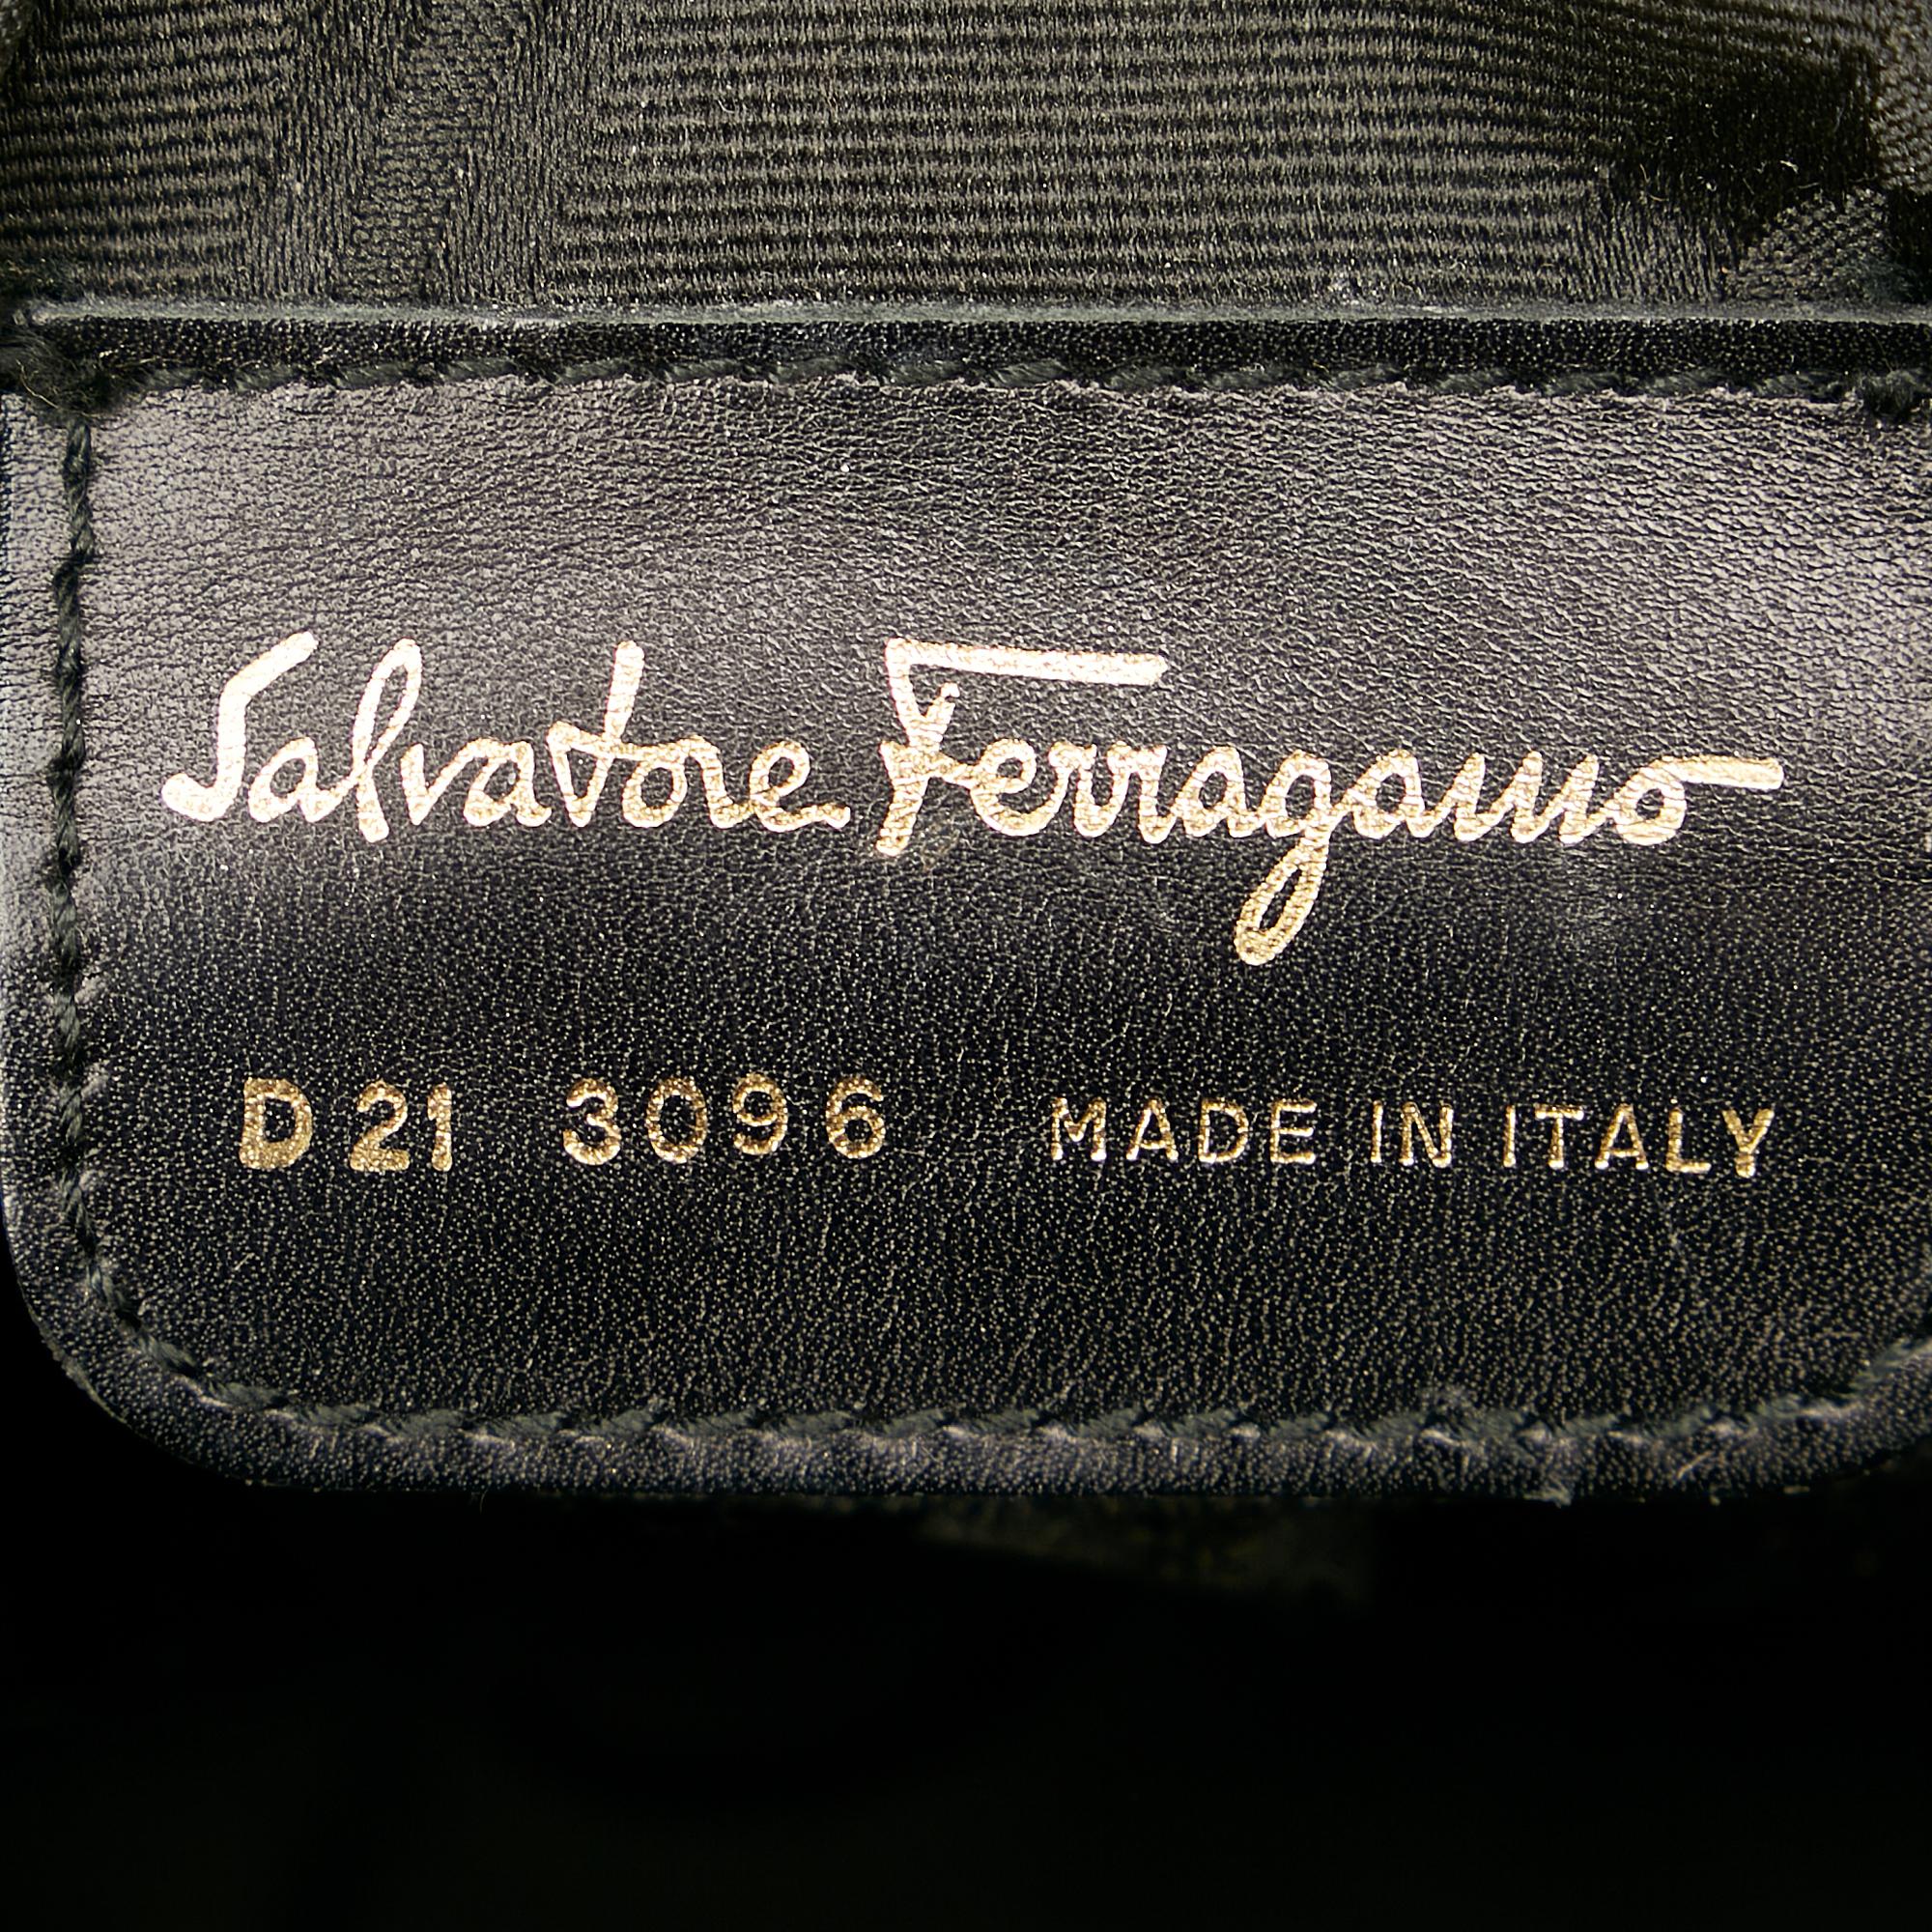 Salvatore Ferragamo
D21 3096 MADE IN ITALY